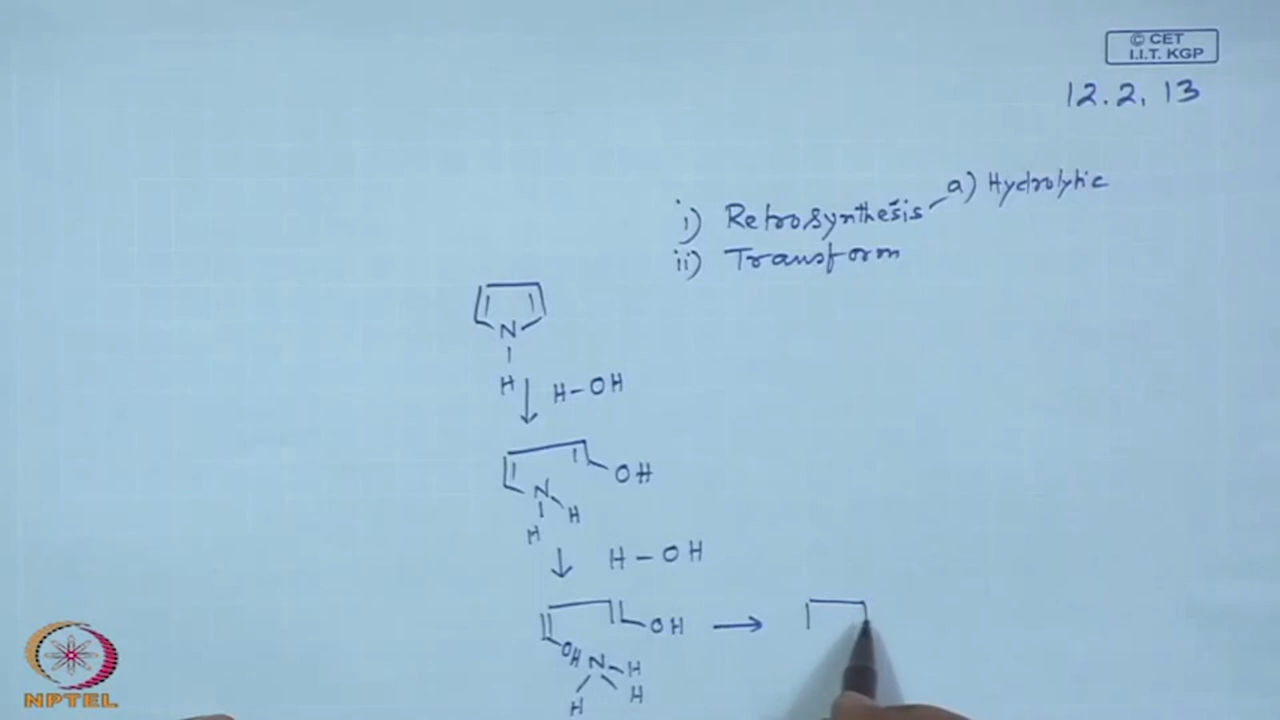 © CET
I.I.T. KGP
12.2.13
a) Hydrolytic
i) Retrosynthesis
ii) Transform
N
H
H-OH
OH
N
H
H
H-OH
OH
OH
N-H
H
H
NPTEL